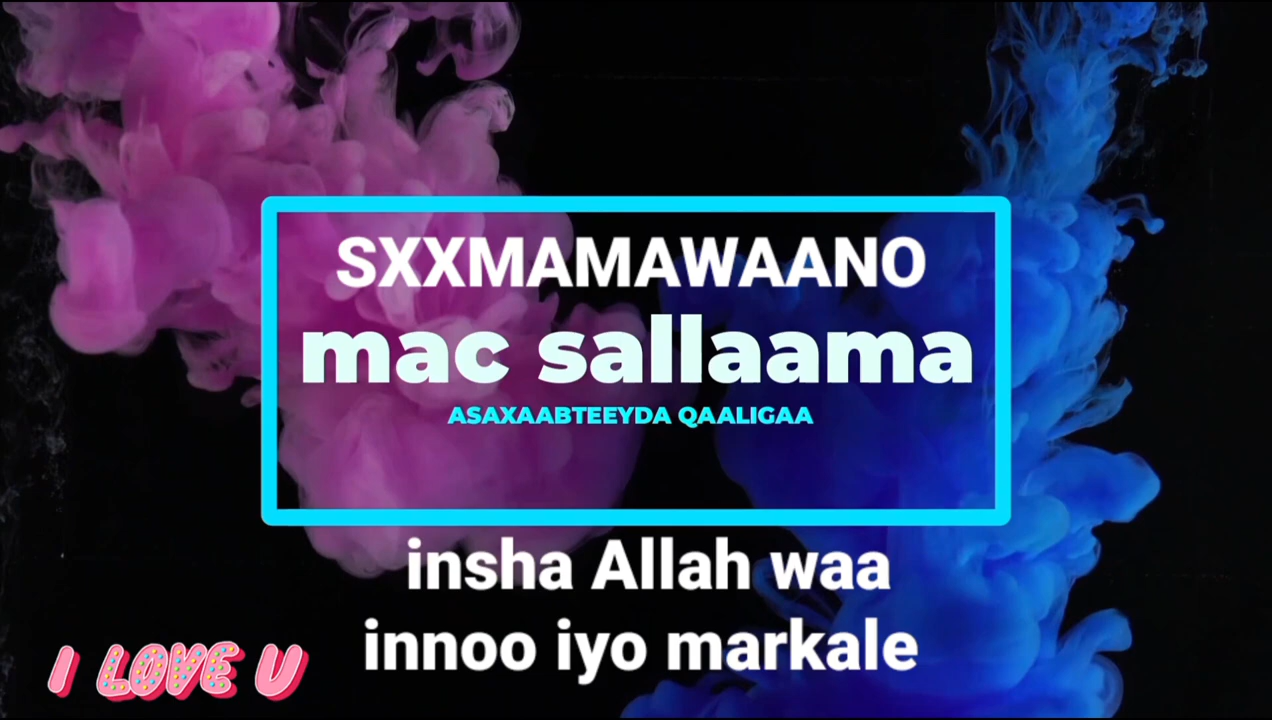 SXXMAMAWAANO
mac sallaama
ASAXAABTEEYDA QAALIGAA
insha Allah waa
innoo iyo markale
I LOVE U